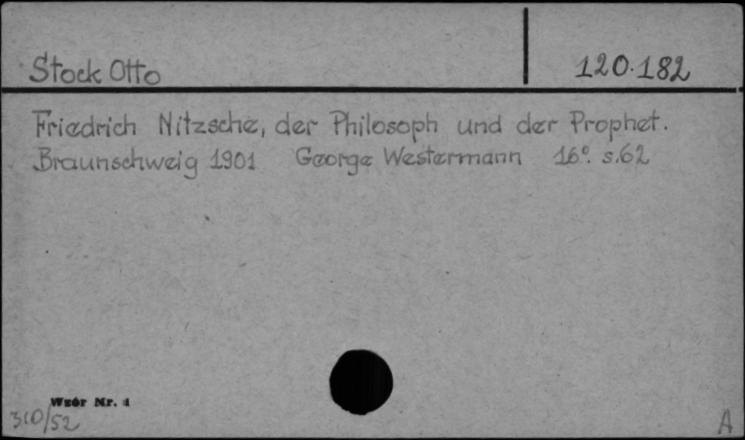 Stock Otto
120.182
Friedrich Nitzsche, der Philosoph und der Prophet.
Braunschweig 1901 George Westermann 16°. s.62
Wzór Nr. 1
310/52
A